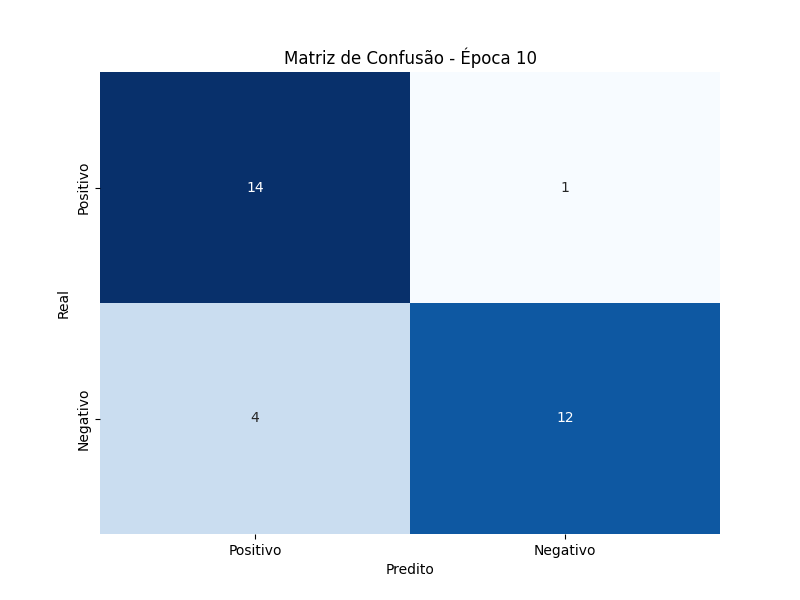 Matriz de Confusão - Época 10
Positivo
14
1
Real
Negativo
4
12
Positivo
Negativo
Predito